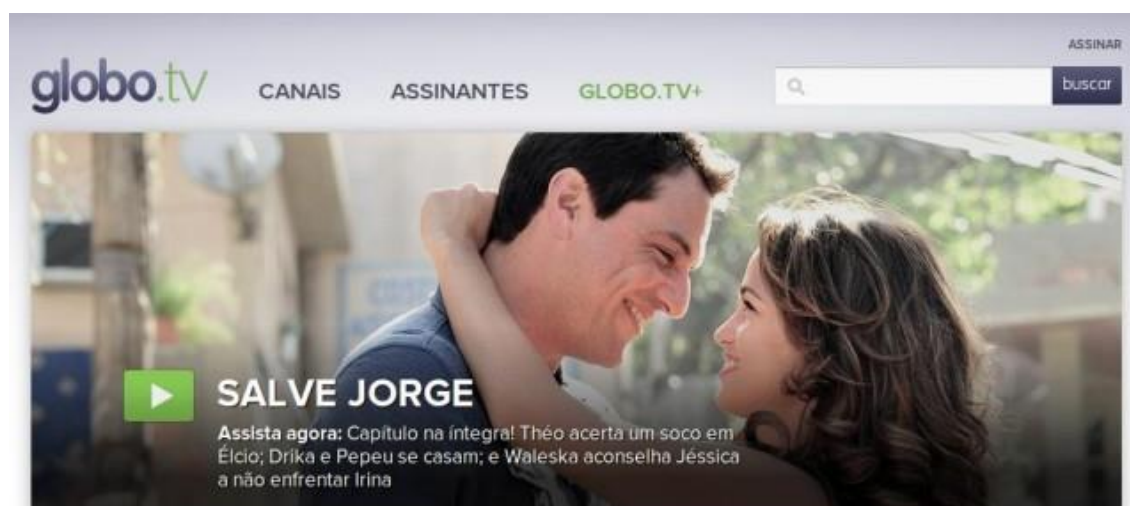 ASSINAR
globo.tv CANAIS ASSINANTES GLOBO.TV+ buscar
SALVE JORGE
Assista agora: Capítulo na íntegra! Théo acerta um soco em
Élcio; Drika e Pepeu se casam; e Waleska aconselha Jéssica
a não enfrentar Irina